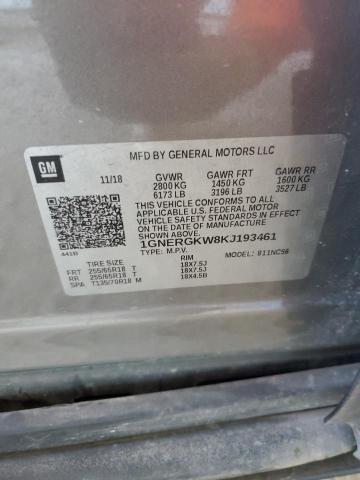 GM
MFD BY GENERAL MOTORS LLC
11/18 GVWR GAWR FRT GAWR RR
2800 KG 1450 KG 1600 KG
6173 LB 3196 LB 3527 LB
THIS VEHICLE CONFORMS TO ALL
APPLICABLE U.S. FEDERAL MOTOR
VEHICLE SAFETY STANDARDS IN EFFECT
ON THE DATE OF MANUFACTURE SHOWN ABOVE
1GNERGKW8KJ193461
441B TYPE: M.P.V. MODEL: 811NC56
TIRE SIZE RIM
FRT 255/65R18 T 18X7.5J
RR 255/65R18 T 18X7.5J
SPA T135/70R18 M 18X4.5B